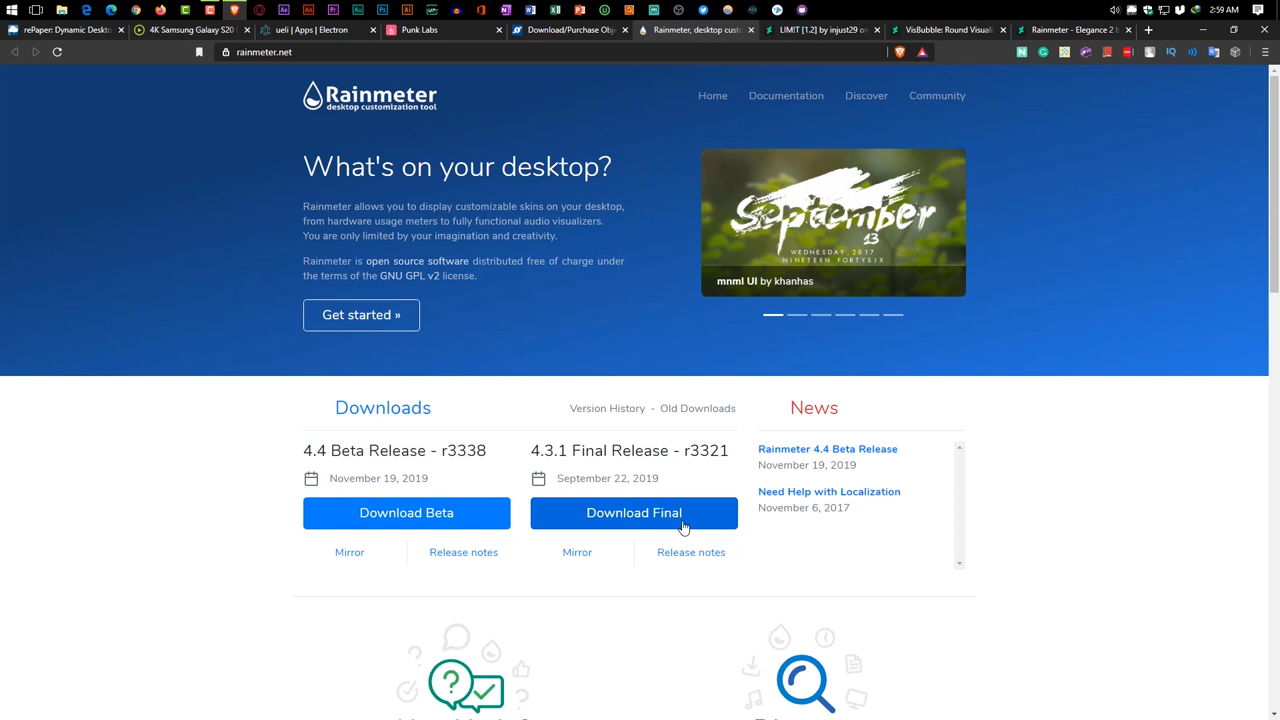 2:59 AM
rePaper: Dynamic Deskto
4K Samsung Galaxy S20 (
ueli | Apps | Electron
Punk Labs
Download/Purchase Obje
Rainmeter, desktop custo
LIM!T [1.2] by injust29 on
VisBubble: Round Visuali
Rainmeter - Elegance 2 b
rainmeter.net
Rainmeter
desktop customization tool
Home Documentation Discover Community
What's on your desktop?
Rainmeter allows you to display customizable skins on your desktop,
from hardware usage meters to fully functional audio visualizers.
You are only limited by your imagination and creativity.
Rainmeter is open source software distributed free of charge under
the terms of the GNU GPL v2 license.
Get started »
September
13
WEDNESDAY, 2017
NINETEEN FORTYSIX
mnml UI by khanhas
Downloads
Version History - Old Downloads
News
4.4 Beta Release - r3338
November 19, 2019
Download Beta
Mirror
Release notes
4.3.1 Final Release - r3321
September 22, 2019
Download Final
Mirror
Release notes
Rainmeter 4.4 Beta Release
November 19, 2019
Need Help with Localization
November 6, 2017